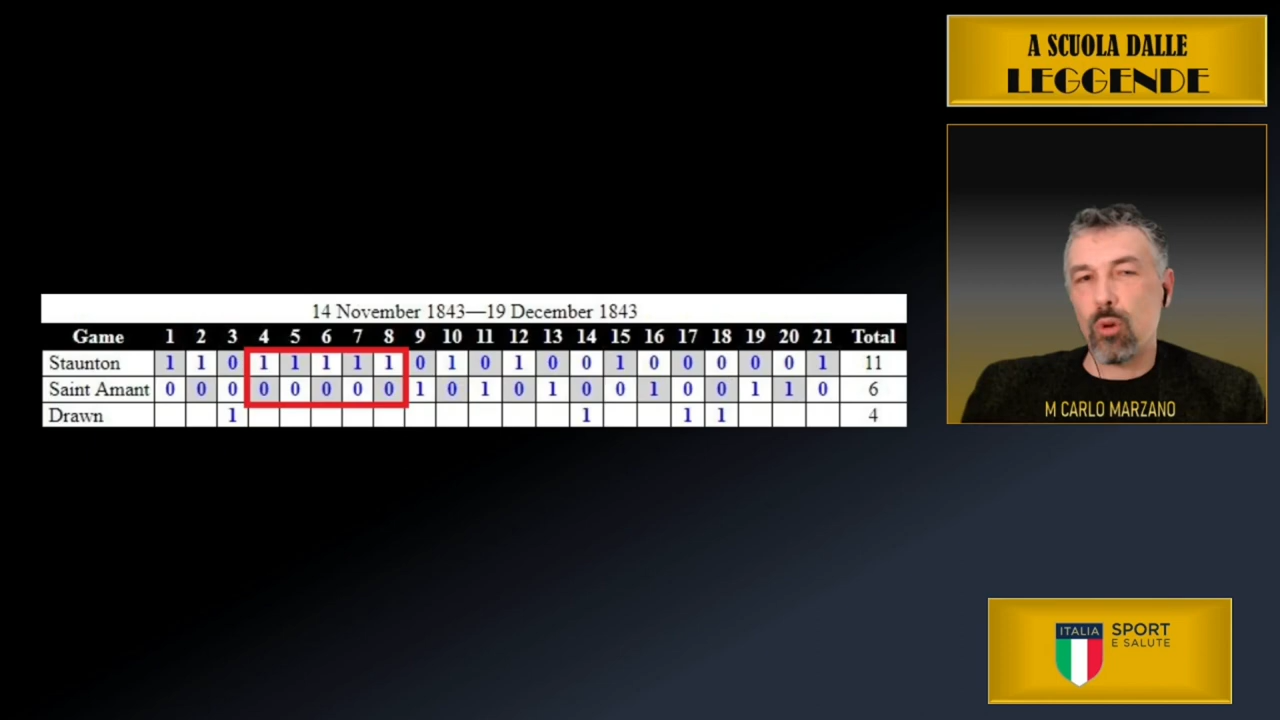 A SCUOLA DALLE
LEGGENDE
14 November 1843—19 December 1843
Game 1 2 3 4 5 6 7 8 9 10 11 12 13 14 15 16 17 18 19 20 21 Total
Staunton 1 1 0 1 1 1 1 1 0 1 0 1 0 0 1 0 0 0 0 0 1 11
Saint Amant 0 0 0 0 0 0 0 0 1 0 1 0 1 0 0 1 0 0 1 1 0 6
Drawn 1 1 1 1 4
M CARLO MARZANO
ITALIA SPORT
E SALUTE